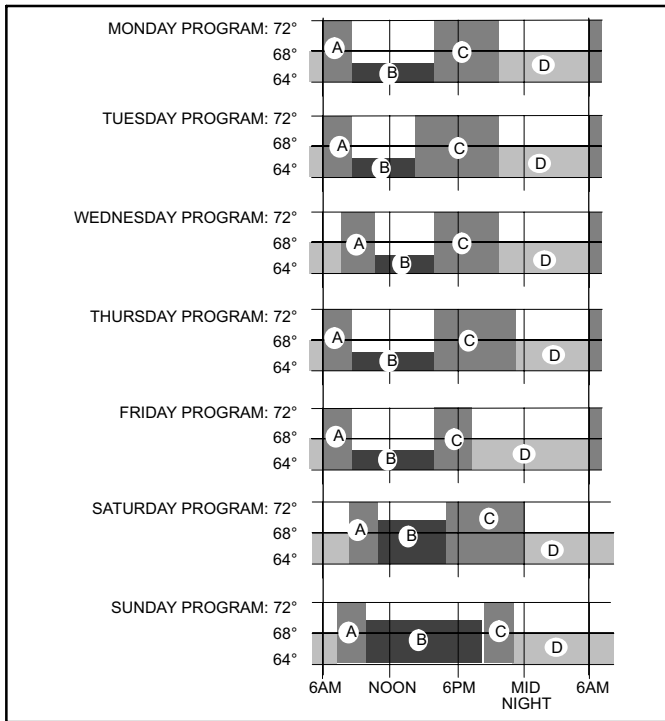 MONDAY PROGRAM: 72°
A C
68°
B D
64°
TUESDAY PROGRAM: 72°
68° A C
B D
64°
WEDNESDAY PROGRAM: 72°
68° A C
B D
64°
THURSDAY PROGRAM: 72°
A C
68°
B D
64°
FRIDAY PROGRAM: 72°
68° A C
B D
64°
SATURDAY PROGRAM: 72°
C
68° A B
D
64°
SUNDAY PROGRAM: 72°
68° A B C
D
64°
6AM NOON 6PM MID 6AM
NIGHT